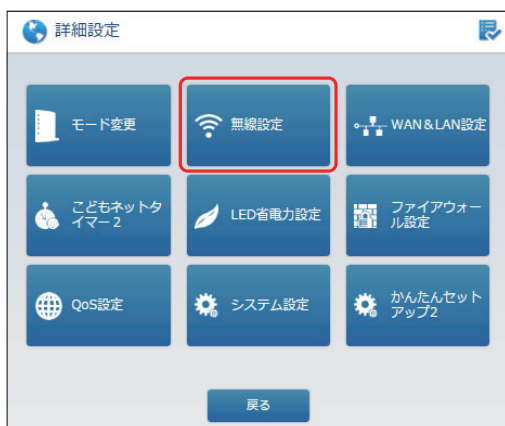 詳細設定
モード変更
無線設定
WAN&LAN設定
こどもネットタ
イマー2
LED省電力設定
ファイアウォー
ル設定
QoS設定
システム設定
かんたんセット
アップ2
戻る